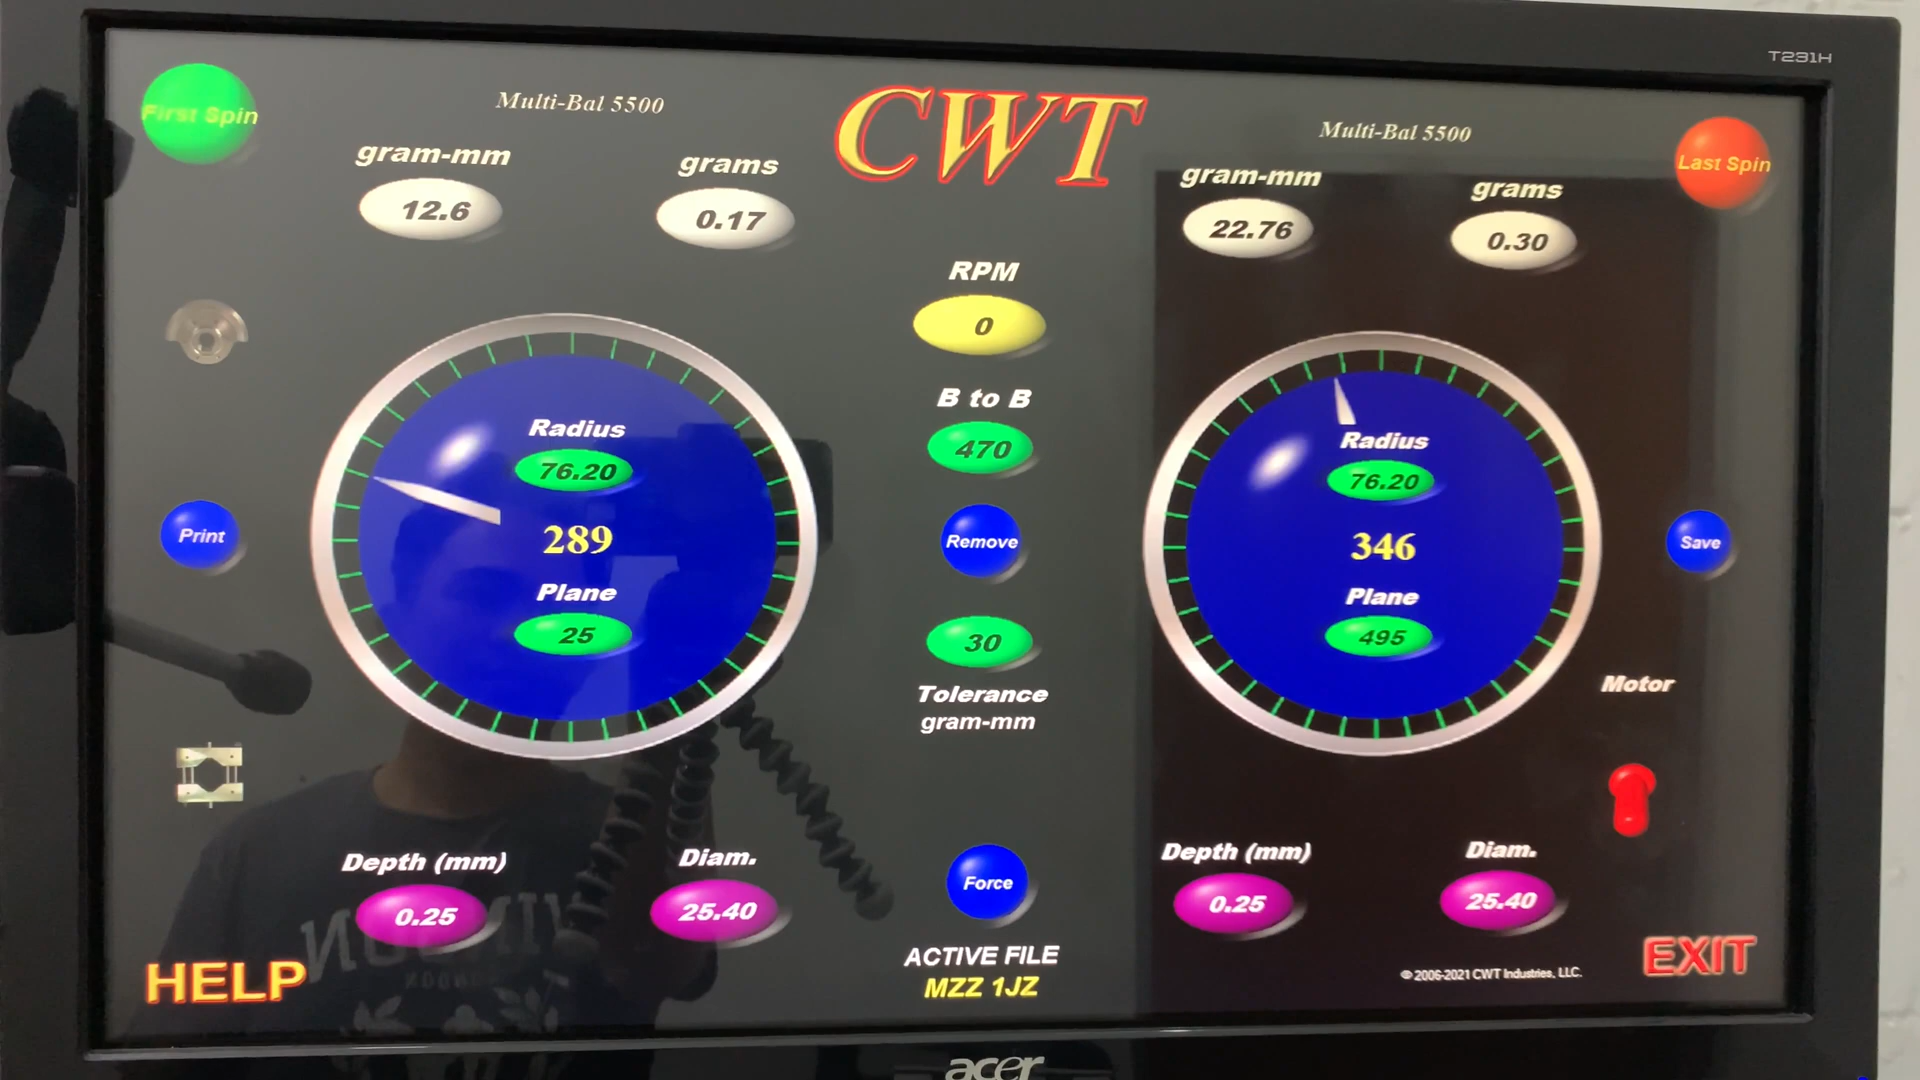 T231H
First Spin
Multi-Bal 5500
CWT
Multi-Bal 5500
Last Spin
gram-mm
grams
gram-mm
grams
12.6
0.17
22.76
0.30
RPM
0
B to B
470
Radius
76.20
289
Plane
25
Radius
76.20
346
Plane
495
Print
Remove
Save
30
Tolerance
gram-mm
Motor
Depth (mm)
Diam.
Depth (mm)
Diam.
0.25
25.40
Force
0.25
25.40
HELP
ACTIVE FILE
MZZ 1JZ
© 2006-2021 CWT Industries, LLC.
EXIT
acer